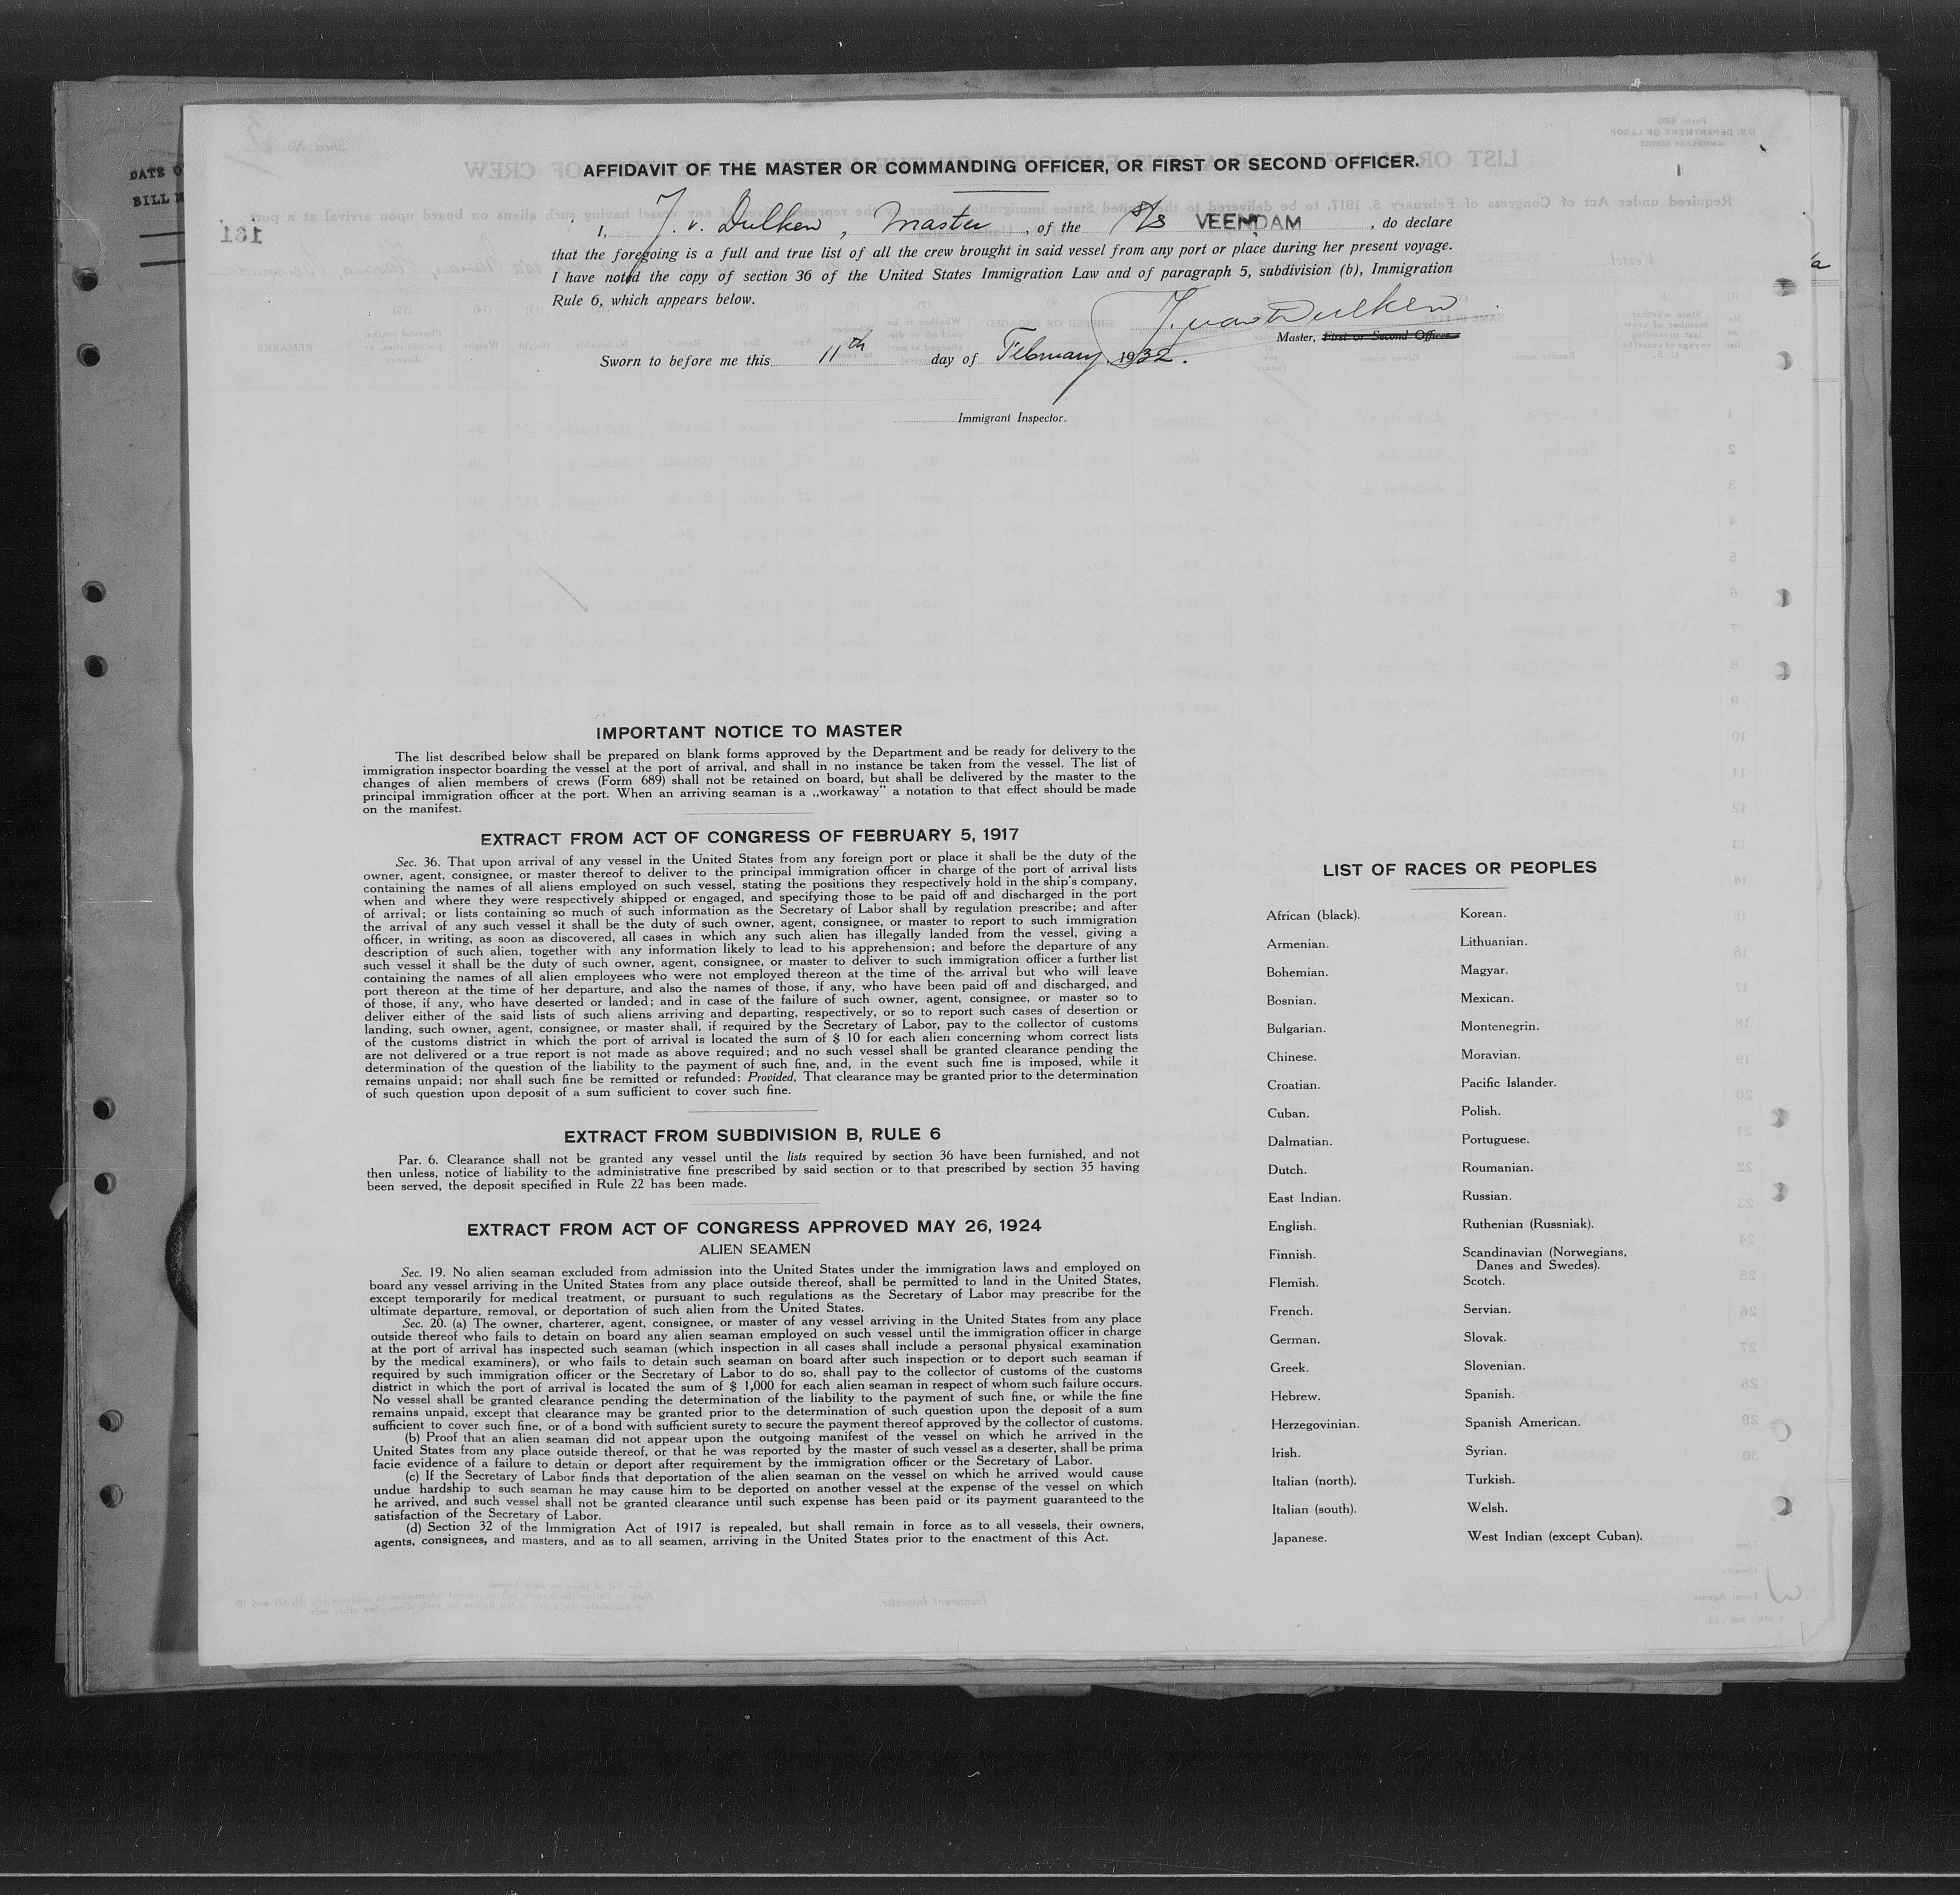 DATE O
BILL N
AFFIDAVIT OF THE MASTER OR COMMANDING OFFICER, OR FIRST OR SECOND OFFICER.
I, J. v. Dulken, Master, of the S/S VEENDAM, do declare
that the foregoing is a full and true list of all the crew brought in said vessel from any port or place during her present voyage.
I have noted the copy of section 36 of the United States Immigration Law and of paragraph 5, subdivision (b), Immigration
Rule 6, which appears below.
J. van Dulken
Master, First or Second Officer.
Sworn to before me this 11th day of February, 1932.
Immigrant Inspector.
IMPORTANT NOTICE TO MASTER
The list described below shall be prepared on blank forms approved by the Department and be ready for delivery to the
immigration inspector boarding the vessel at the port of arrival, and shall in no instance be taken from the vessel. The list of
changes of alien members of crews (Form 689) shall not be retained on board, but shall be delivered by the master to the
principal immigration officer at the port. When an arriving seaman is a „workaway" a notation to that effect should be made
on the manifest.
EXTRACT FROM ACT OF CONGRESS OF FEBRUARY 5, 1917
Sec. 36. That upon arrival of any vessel in the United States from any foreign port or place it shall be the duty of the
owner, agent, consignee, or master thereof to deliver to the principal immigration officer in charge of the port of arrival lists
containing the names of all aliens employed on such vessel, stating the positions they respectively hold in the ship's company,
when and where they were respectively shipped or engaged, and specifying those to be paid off and discharged in the port
of arrival; or lists containing so much of such information as the Secretary of Labor shall by regulation prescribe; and after
the arrival of any such vessel it shall be the duty of such owner, agent, consignee, or master to report to such immigration
officer, in writing, as soon as discovered, all cases in which any such alien has illegally landed from the vessel, giving a
description of such alien, together with any information likely to lead to his apprehension; and before the departure of any
such vessel it shall be the duty of such owner, agent, consignee, or master to deliver to such immigration officer a further list
containing the names of all alien employees who were not employed thereon at the time of the arrival but who will leave
port thereon at the time of her departure, and also the names of those, if any, who have been paid off and discharged, and
of those, if any, who have deserted or landed; and in case of the failure of such owner, agent, consignee, or master so to
deliver either of the said lists of such aliens arriving and departing, respectively, or so to report such cases of desertion or
landing, such owner, agent, consignee, or master shall, if required by the Secretary of Labor, pay to the collector of customs
of the customs district in which the port of arrival is located the sum of $ 10 for each alien concerning whom correct lists
are not delivered or a true report is not made as above required; and no such vessel shall be granted clearance pending the
determination of the question of the liability to the payment of such fine, and, in the event such fine is imposed, while it
remains unpaid; nor shall such fine be remitted or refunded: Provided, That clearance may be granted prior to the determination
of such question upon deposit of a sum sufficient to cover such fine.
EXTRACT FROM SUBDIVISION B, RULE 6
Par. 6. Clearance shall not be granted any vessel until the lists required by section 36 have been furnished, and not
then unless, notice of liability to the administrative fine prescribed by said section or to that prescribed by section 35 having
been served, the deposit specified in Rule 22 has been made.
EXTRACT FROM ACT OF CONGRESS APPROVED MAY 26, 1924
ALIEN SEAMEN
Sec. 19. No alien seaman excluded from admission into the United States under the immigration laws and employed on
board any vessel arriving in the United States from any place outside thereof, shall be permitted to land in the United States,
except temporarily for medical treatment, or pursuant to such regulations as the Secretary of Labor may prescribe for the
ultimate departure, removal, or deportation of such alien from the United States.
Sec. 20. (a) The owner, charterer, agent, consignee, or master of any vessel arriving in the United States from any place
outside thereof who fails to detain on board any alien seaman employed on such vessel until the immigration officer in charge
at the port of arrival has inspected such seaman (which inspection in all cases shall include a personal physical examination
by the medical examiners), or who fails to detain such seaman on board after such inspection or to deport such seaman if
required by such immigration officer or the Secretary of Labor to do so, shall pay to the collector of customs of the customs
district in which the port of arrival is located the sum of $ 1,000 for each alien seaman in respect of whom such failure occurs.
No vessel shall be granted clearance pending the determination of the liability to the payment of such fine, or while the fine
remains unpaid, except that clearance may be granted prior to the determination of such question upon the deposit of a sum
sufficient to cover such fine, or of a bond with sufficient surety to secure the payment thereof approved by the collector of customs.
(b) Proof that an alien seaman did not appear upon the outgoing manifest of the vessel on which he arrived in the
United States from any place outside thereof, or that he was reported by the master of such vessel as a deserter, shall be prima
facie evidence of a failure to detain or deport after requirement by the immigration officer or the Secretary of Labor.
(c) If the Secretary of Labor finds that deportation of the alien seaman on the vessel on which he arrived would cause
undue hardship to such seaman he may cause him to be deported on another vessel at the expense of the vessel on which
he arrived, and such vessel shall not be granted clearance until such expense has been paid or its payment guaranteed to the
satisfaction of the Secretary of Labor.
(d) Section 32 of the Immigration Act of 1917 is repealed, but shall remain in force as to all vessels, their owners,
agents, consignees, and masters, and as to all seamen, arriving in the United States prior to the enactment of this Act.
LIST OF RACES OR PEOPLES
African (black).
Armenian.
Bohemian.
Bosnian.
Bulgarian.
Chinese.
Croatian.
Cuban.
Dalmatian.
Dutch.
East Indian.
English.
Finnish.
Flemish.
French.
German.
Greek.
Hebrew.
Herzegovinian.
Irish.
Italian (north).
Italian (south).
Japanese.
Korean.
Lithuanian.
Magyar.
Mexican.
Montenegrin.
Moravian.
Pacific Islander.
Polish.
Portuguese.
Roumanian.
Russian.
Ruthenian (Russniak).
Scandinavian (Norwegians,
Danes and Swedes).
Scotch.
Servian.
Slovak.
Slovenian.
Spanish.
Spanish American.
Syrian.
Turkish.
Welsh.
West Indian (except Cuban).